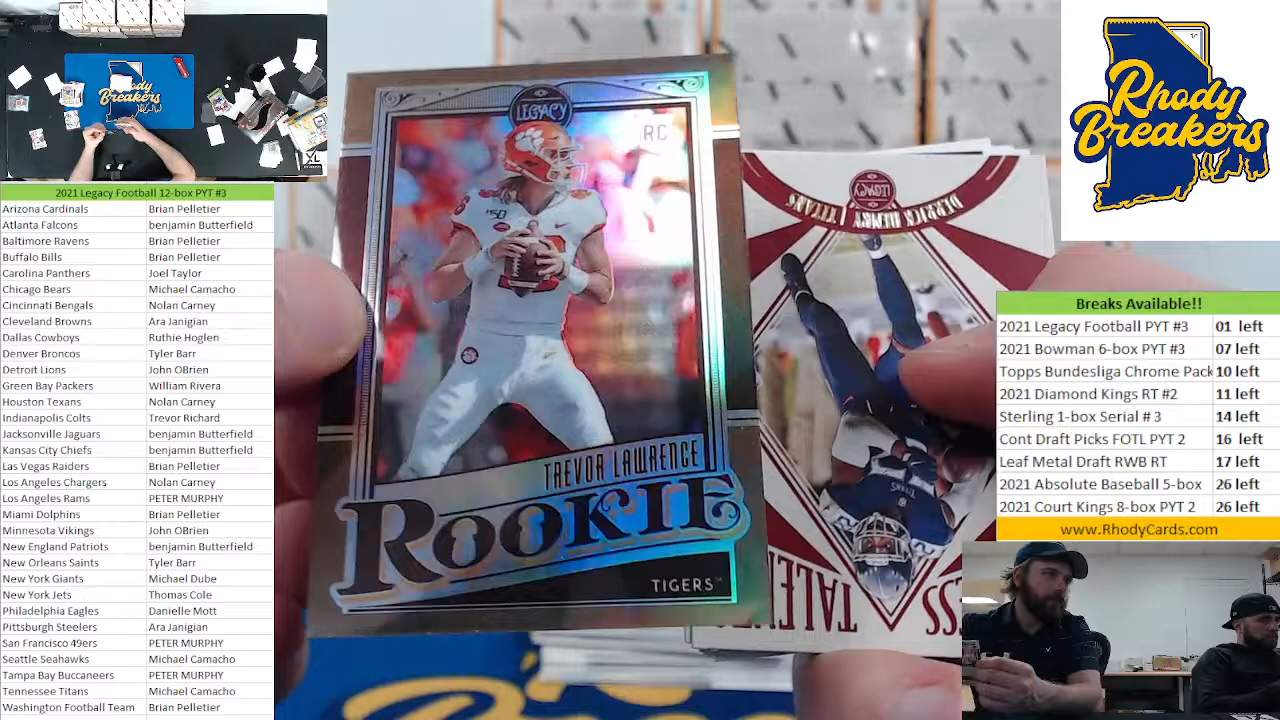 Rhody
Breakers
XL
2021 Legacy Football 12-box PYT #3
Arizona Cardinals Brian Pelletier
Atlanta Falcons benjamin Butterfield
Baltimore Ravens Brian Pelletier
Buffalo Bills Brian Pelletier
Carolina Panthers Joel Taylor
Chicago Bears Michael Camacho
Cincinnati Bengals Nolan Carney
Cleveland Browns Ara Janigian
Dallas Cowboys Ruthie Hoglen
Denver Broncos Tyler Barr
Detroit Lions John OBrien
Green Bay Packers William Rivera
Houston Texans Nolan Carney
Indianapolis Colts Trevor Richard
Jacksonville Jaguars benjamin Butterfield
Kansas City Chiefs benjamin Butterfield
Las Vegas Raiders Brian Pelletier
Los Angeles Chargers Nolan Carney
Los Angeles Rams PETER MURPHY
Miami Dolphins Brian Pelletier
Minnesota Vikings John OBrien
New England Patriots benjamin Butterfield
New Orleans Saints Tyler Barr
New York Giants Michael Dube
New York Jets Thomas Cole
Philadelphia Eagles Danielle Mott
Pittsburgh Steelers Ara Janigian
San Francisco 49ers PETER MURPHY
Seattle Seahawks Michael Camacho
Tampa Bay Buccaneers PETER MURPHY
Tennessee Titans Michael Camacho
Washington Football Team Brian Pelletier
LEGACY
RC
150
TREVOR LAWRENCE
ROOKIE
TIGERS
LEGACY
DERRICK HENRY | TITANS
TITANS
TALEN
SS
Breakers
Rhody
Breakers
Breaks Available!!
2021 Legacy Football PYT #3 01 left
2021 Bowman 6-box PYT #3 07 left
Topps Bundesliga Chrome Pack 10 left
2021 Diamond Kings RT #2 11 left
Sterling 1-box Serial # 3 14 left
Cont Draft Picks FOTL PYT 2 16 left
Leaf Metal Draft RWB RT 17 left
2021 Absolute Baseball 5-box 26 left
2021 Court Kings 8-box PYT 2 26 left
www.RhodyCards.com